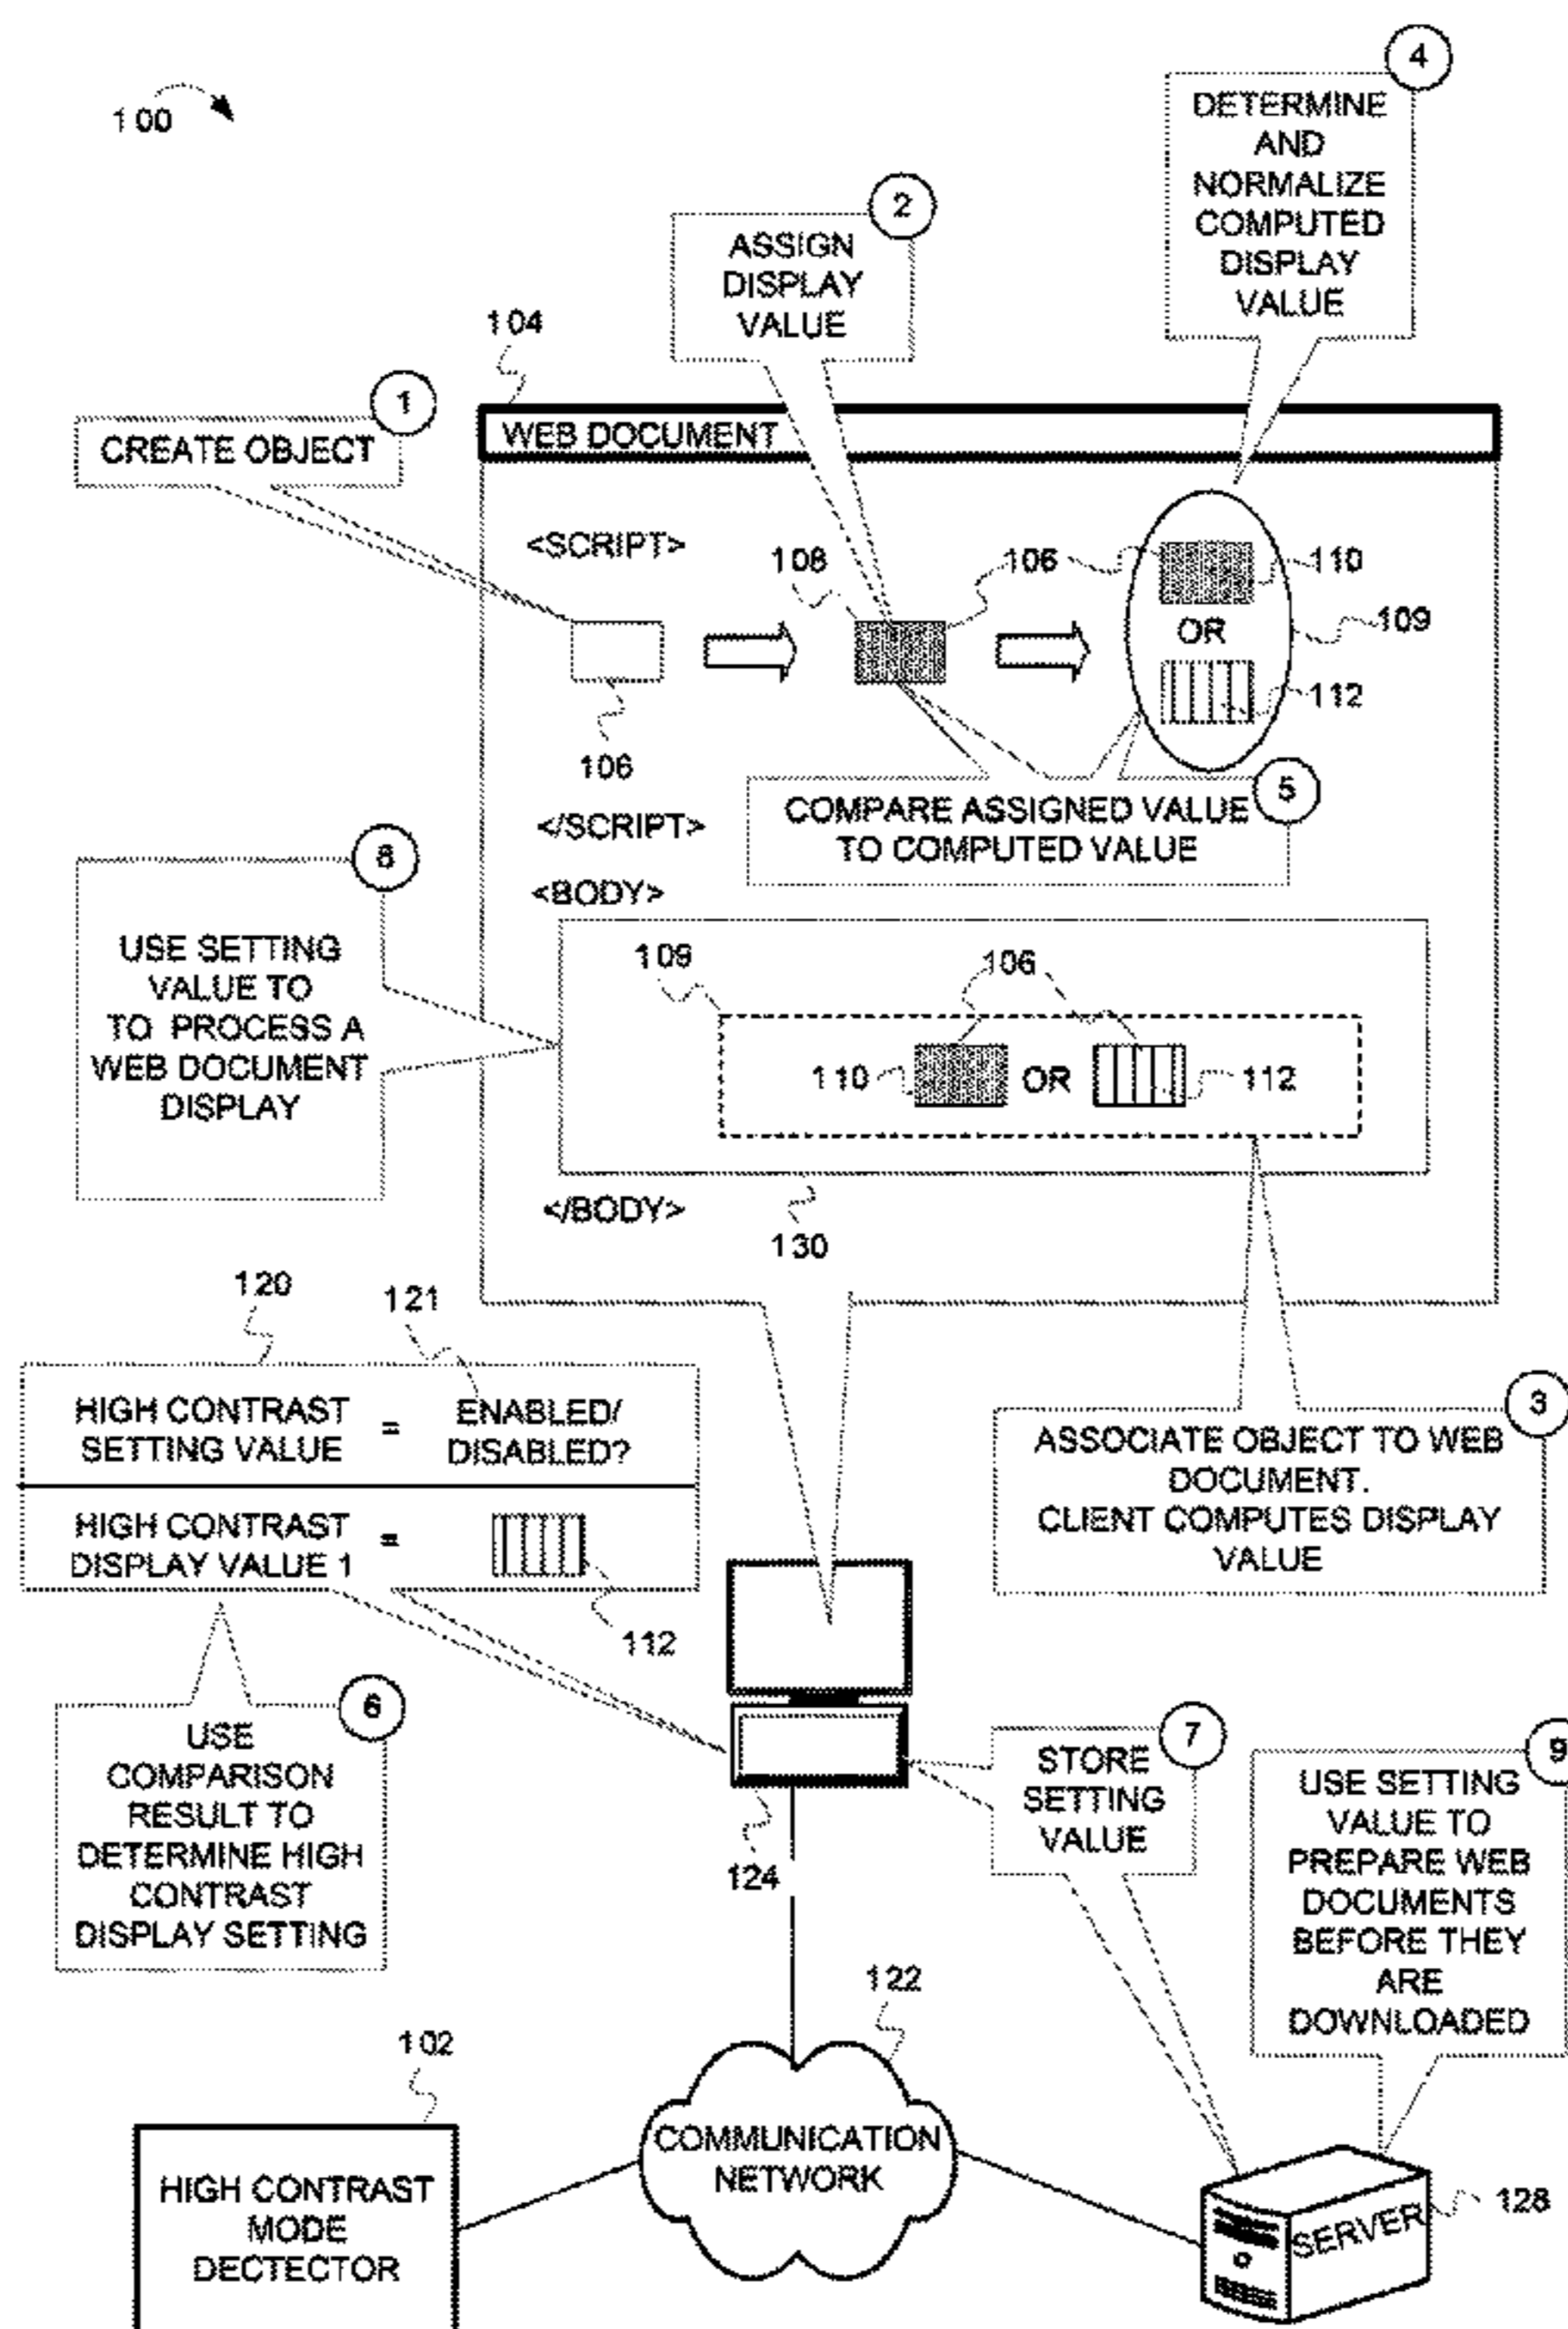 100
4
DETERMINE
AND
NORMALIZE
COMPUTED
DISPLAY
VALUE
2
ASSIGN
DISPLAY
VALUE
104
1
CREATE OBJECT
WEB DOCUMENT
<SCRIPT>
108
106
110
OR
109
112
106
5
COMPARE ASSIGNED VALUE
TO COMPUTED VALUE
</SCRIPT>
<BODY>
8
USE SETTING
VALUE TO
TO PROCESS A
WEB DOCUMENT
DISPLAY
109
106
110
OR
112
</BODY>
130
120
121
HIGH CONTRAST
SETTING VALUE
=
ENABLED/
DISABLED?
HIGH CONTRAST
DISPLAY VALUE 1
=
112
3
ASSOCIATE OBJECT TO WEB
DOCUMENT.
CLIENT COMPUTES DISPLAY
VALUE
6
USE
COMPARISON
RESULT TO
DETERMINE HIGH
CONTRAST
DISPLAY SETTING
7
STORE
SETTING
VALUE
9
USE SETTING
VALUE TO
PREPARE WEB
DOCUMENTS
BEFORE THEY
ARE
DOWNLOADED
124
122
102
COMMUNICATION
NETWORK
HIGH CONTRAST
MODE
DECTECTOR
SERVER
128